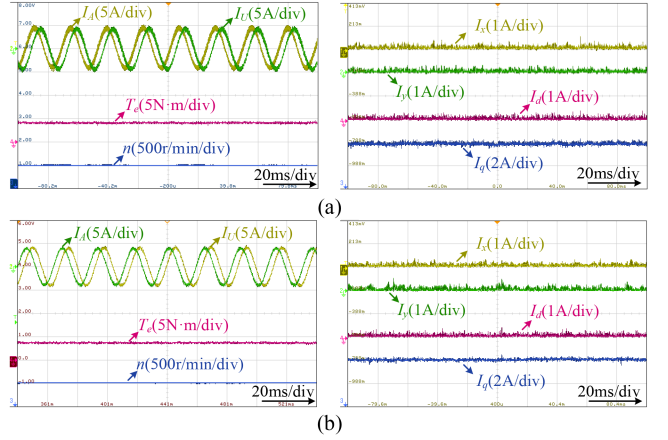 I_A(5A/div)
I_U(5A/div)
T_e(5N·m/div)
n(500r/min/div)
20ms/div
I_x(1A/div)
I_y(1A/div)
I_d(1A/div)
I_q(2A/div)
20ms/div
(a)
I_A(5A/div)
I_U(5A/div)
T_e(5N·m/div)
n(500r/min/div)
20ms/div
I_x(1A/div)
I_y(1A/div)
I_d(1A/div)
I_q(2A/div)
20ms/div
(b)